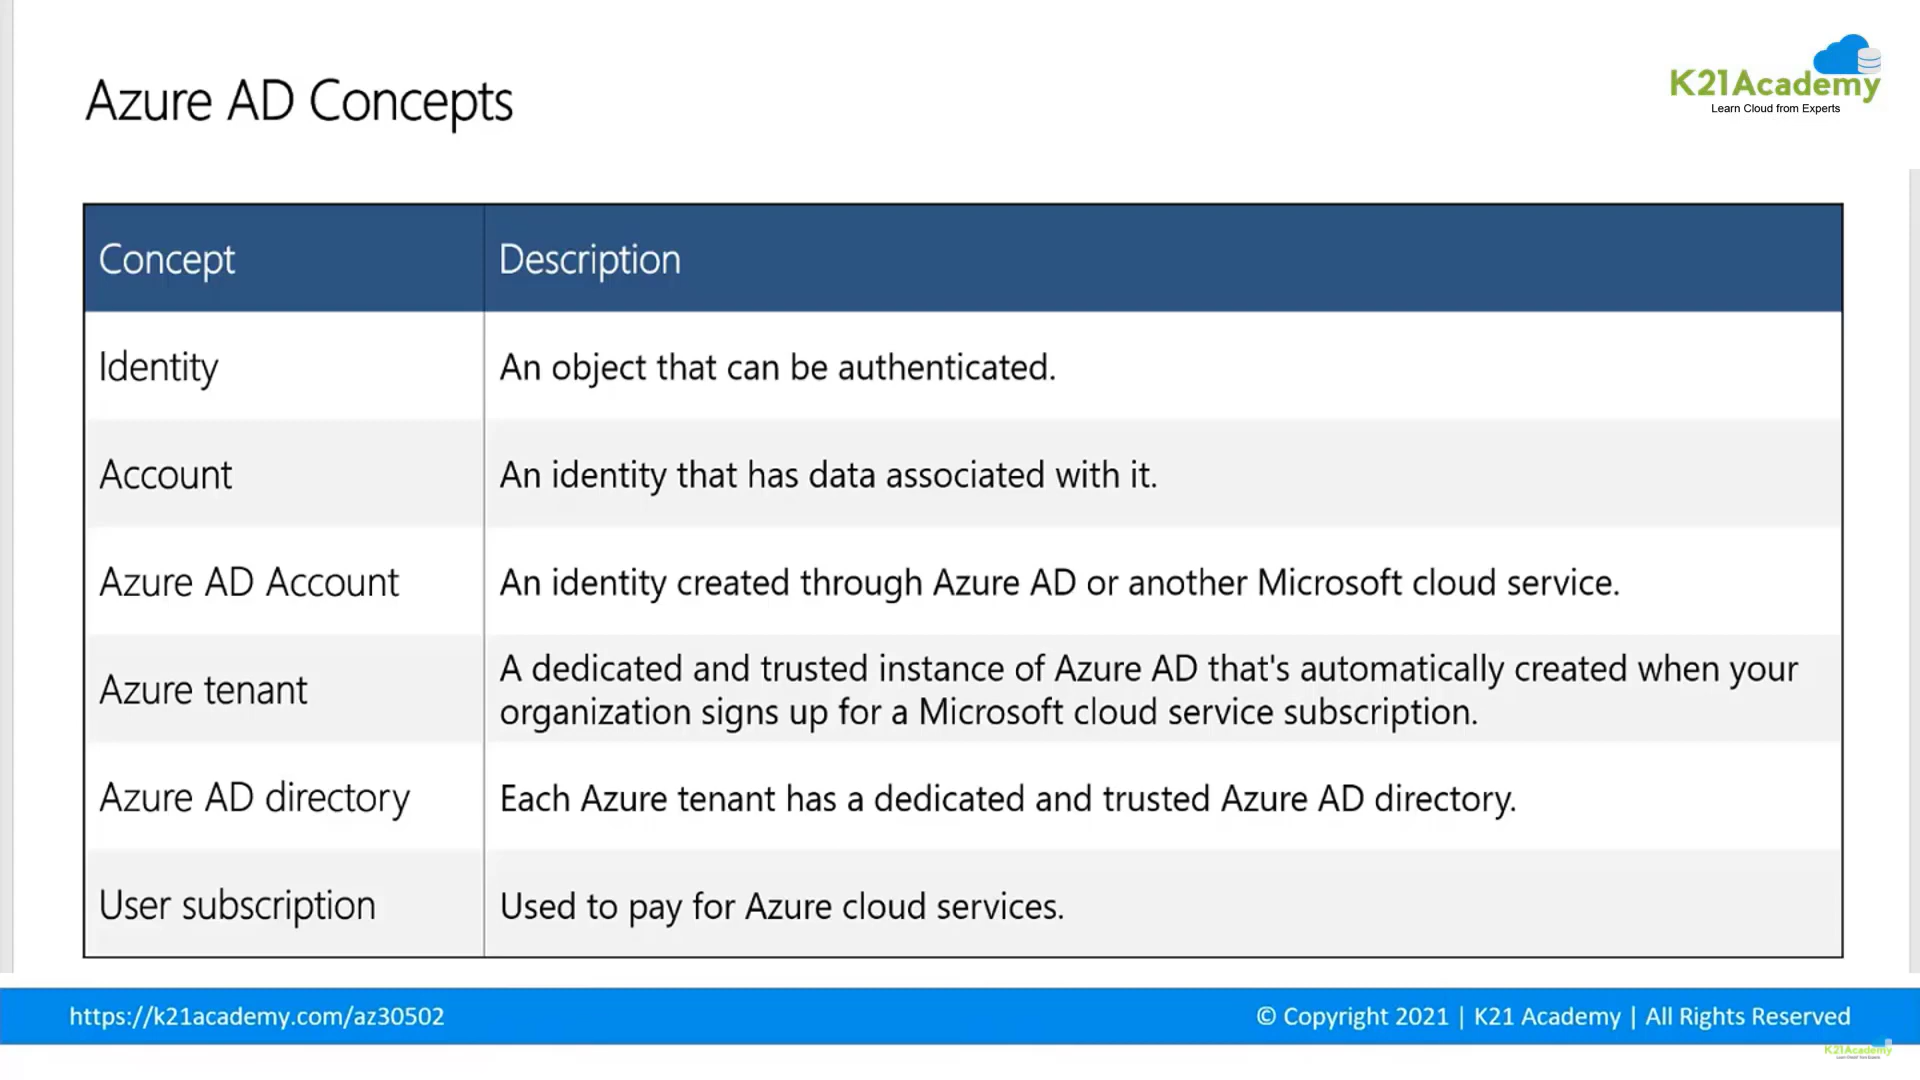 K21Academy
Learn Cloud from Experts
Azure AD Concepts
Concept Description
Identity An object that can be authenticated.
Account An identity that has data associated with it.
Azure AD Account An identity created through Azure AD or another Microsoft cloud service.
Azure tenant A dedicated and trusted instance of Azure AD that's automatically created when your
organization signs up for a Microsoft cloud service subscription.
Azure AD directory Each Azure tenant has a dedicated and trusted Azure AD directory.
User subscription Used to pay for Azure cloud services.
https://k21academy.com/az30502 © Copyright 2021 | K21 Academy | All Rights Reserved
K21Academy
Learn Cloud from Experts